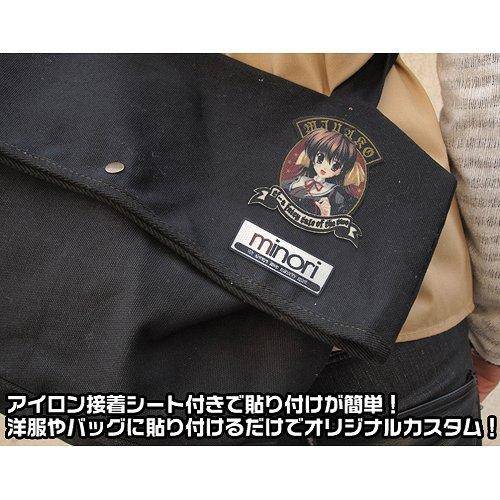 MINAKO
minori
アイロン接着シート付きで貼り付けが簡単！
洋服やバッグに貼り付けるだけでオリジナルカスタム！